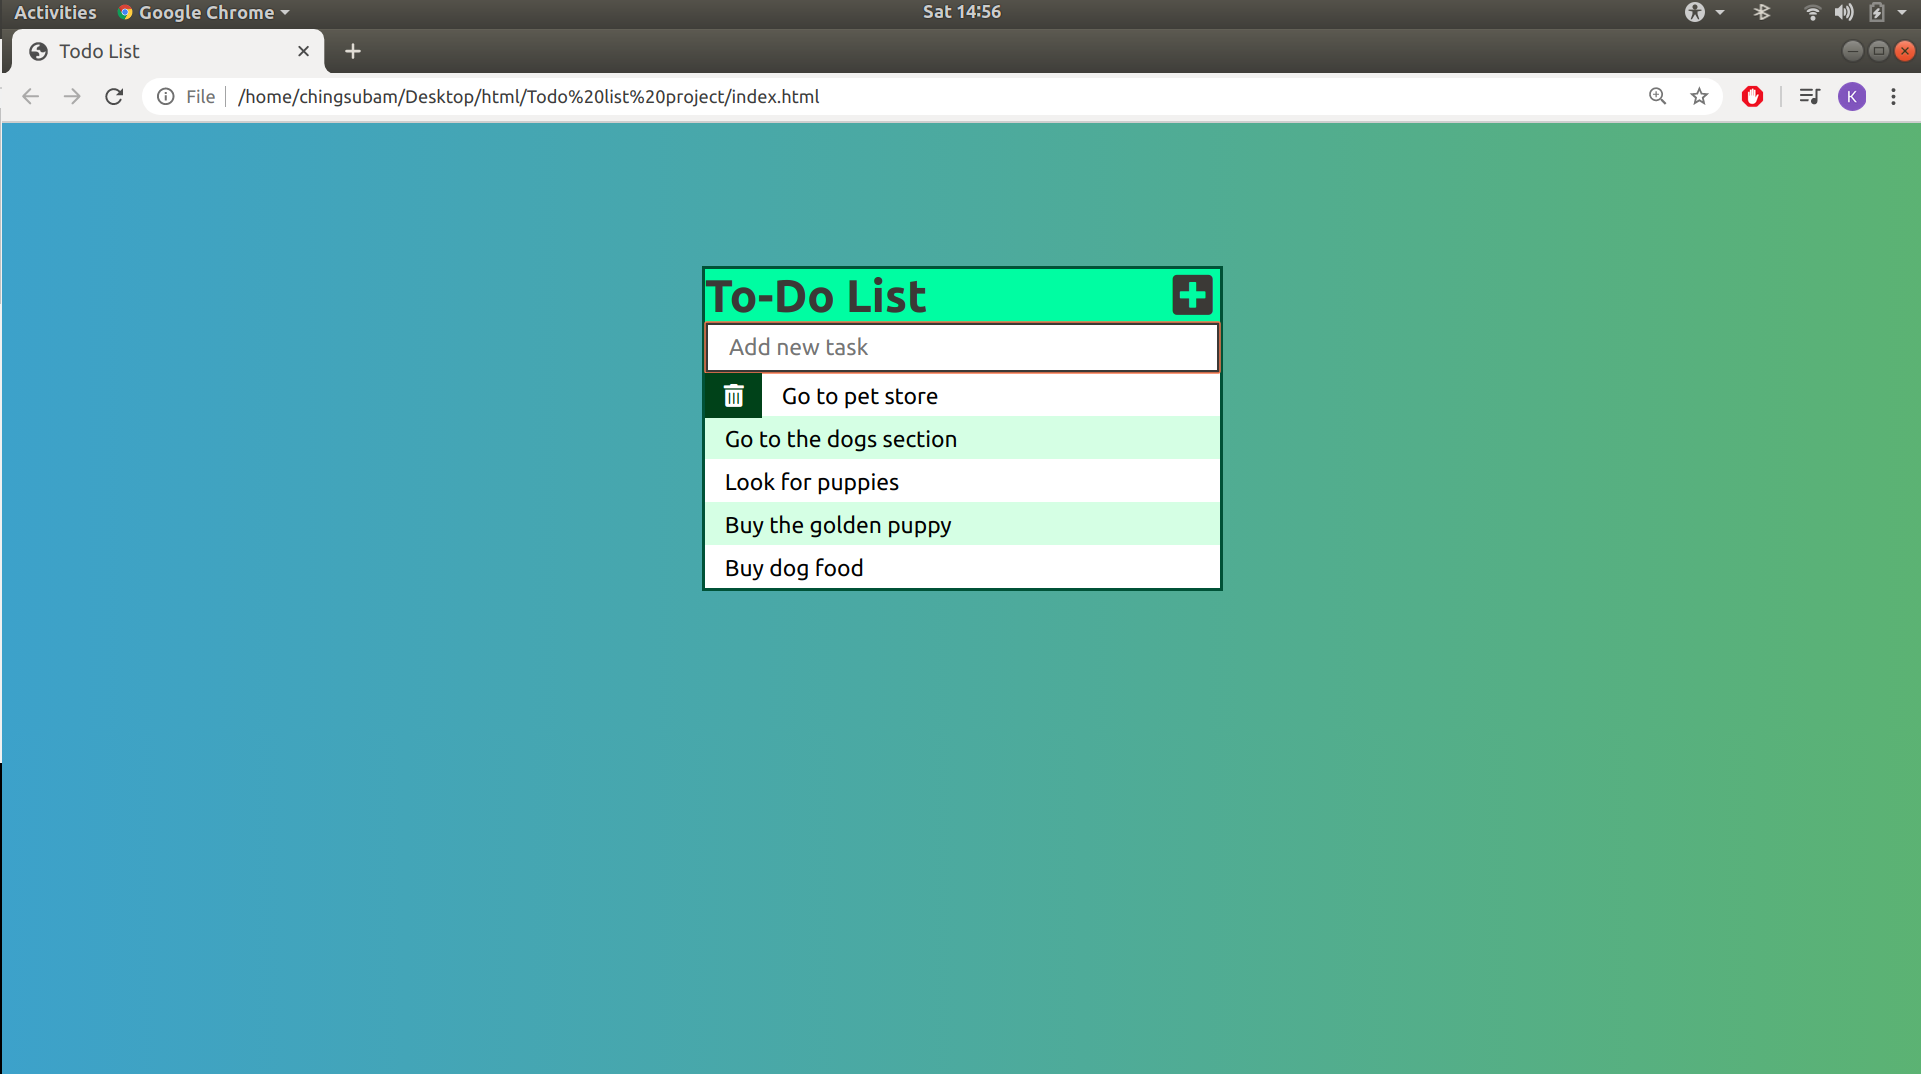 Activities Google Chrome Sat 14:56
Todo List
File /home/chingsubam/Desktop/html/Todo%20list%20project/index.html K
To-Do List
Add new task
Go to pet store
Go to the dogs section
Look for puppies
Buy the golden puppy
Buy dog food